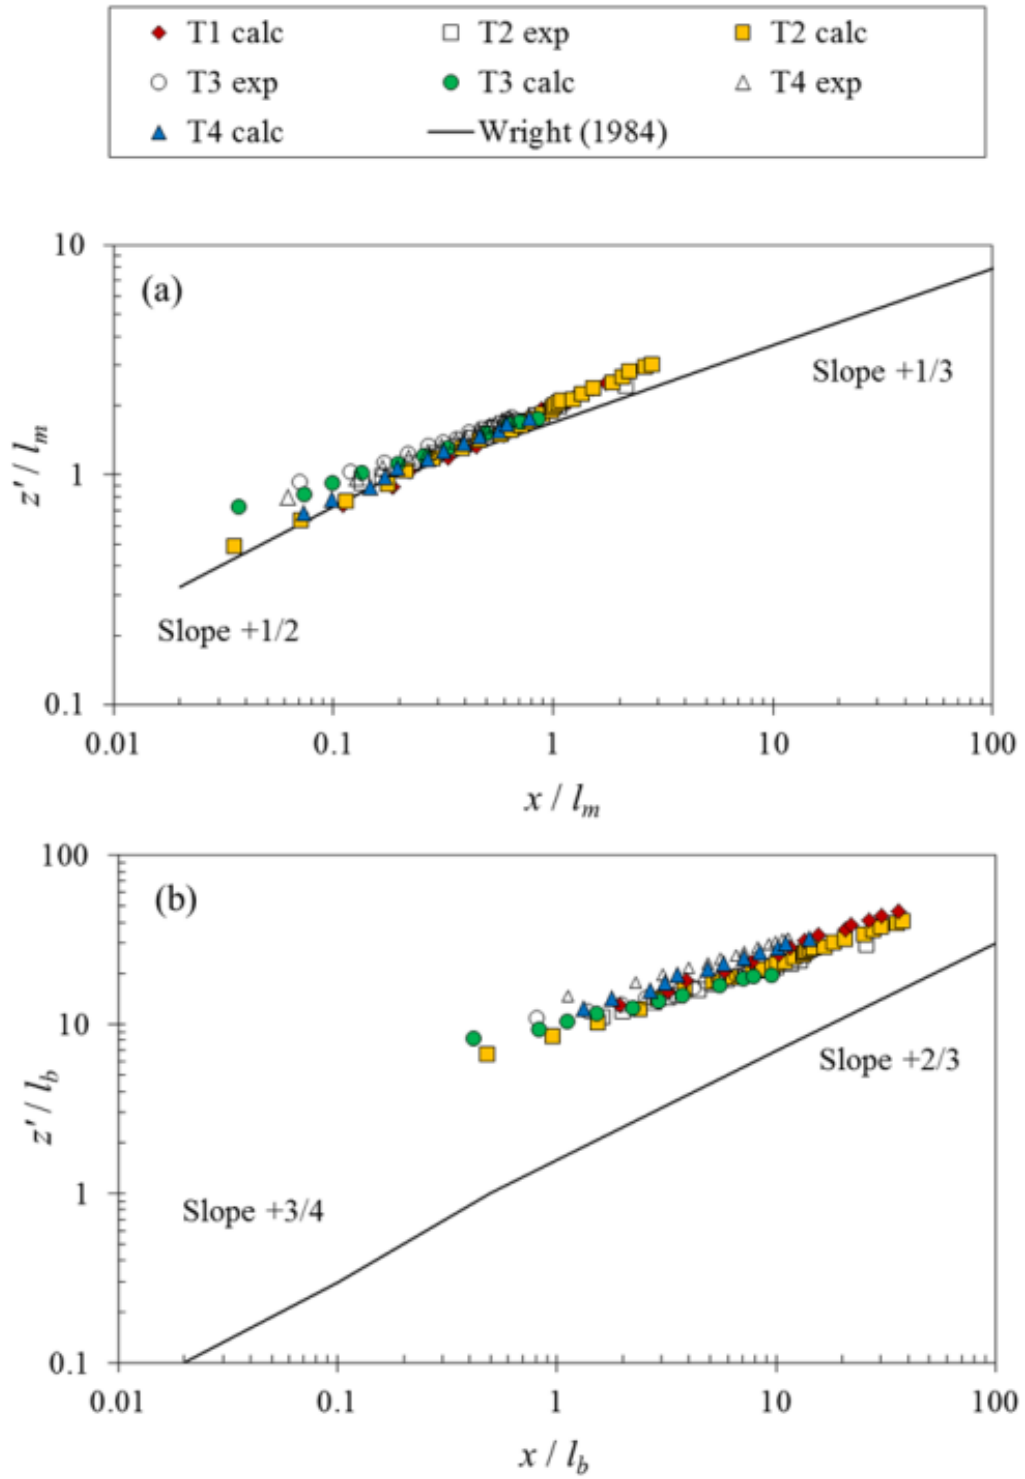 T1 calc T2 exp T2 calc
T3 exp T3 calc T4 exp
T4 calc Wright (1984)
10
(a)
Slope +1/3
z' / lm
1
Slope +1/2
0.1
0.01 0.1 1 10 100
x / lm
100
(b)
10
Slope +2/3
z' / lb
1
Slope +3/4
0.1
0.01 0.1 1 10 100
x / lb